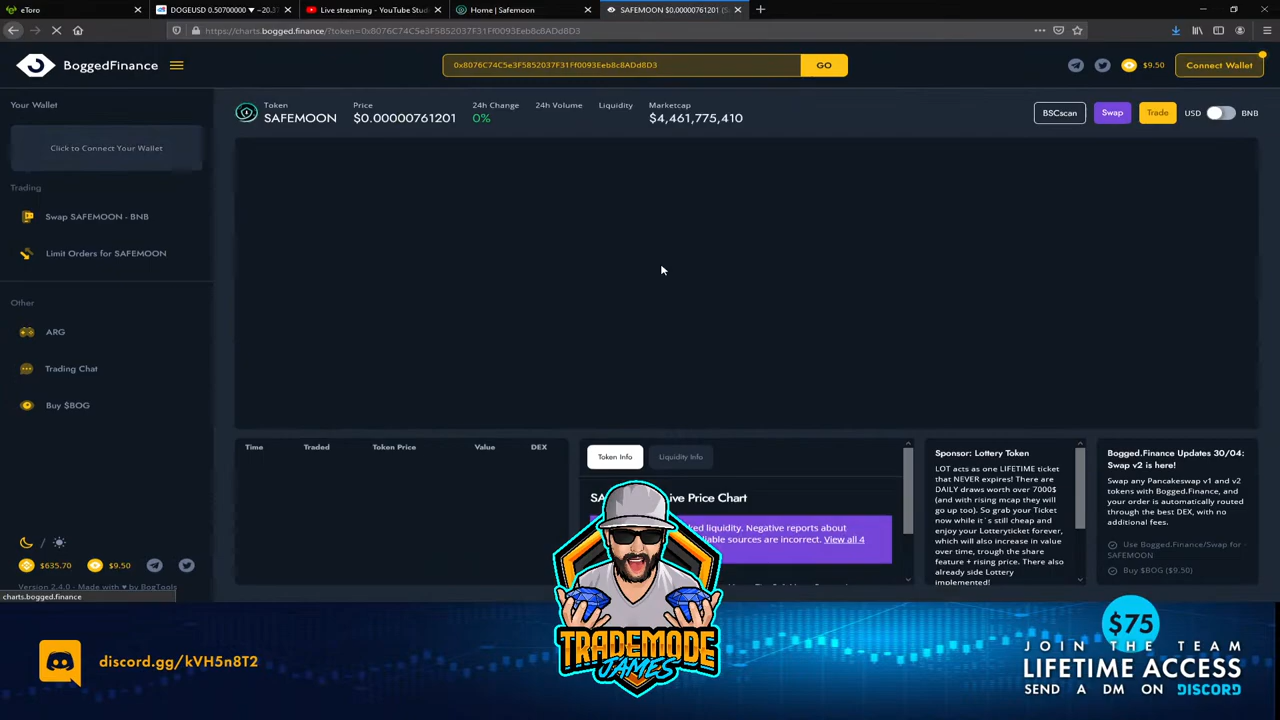 eToro
DOGEUSD 0.50700000 ▼ −20.3
Live streaming - YouTube Stud
Home | Safemoon
SAFEMOON $0.00000761201 (S
https://charts.bogged.finance/?token=0x8076C74C5e3F5852037F31Ff0093Eeb8c8ADd8D3
BoggedFinance
0x8076C74C5e3F5852037F31Ff0093Eeb8c8ADd8D3
GO
$9.50
Connect Wallet
Your Wallet
Click to Connect Your Wallet
Trading
Swap SAFEMOON - BNB
Limit Orders for SAFEMOON
Other
ARG
Trading Chat
Buy $BOG
$635.70
$9.50
Version 2.4.0 - Made with ♥ by BogTools
charts.bogged.finance
Token
SAFEMOON
Price
$0.00000761201
24h Change
0%
24h Volume
Liquidity
Marketcap
$4,461,775,410
BSCscan
Swap
Trade
USD
BNB
Time
Traded
Token Price
Value
DEX
Token Info
Liquidity Info
ive Price Chart
ked liquidity. Negative reports about
liable sources are incorrect. View all 4
Sponsor: Lottery Token
LOT acts as one LIFETIME ticket
that NEVER expires! There are
DAILY draws worth over 7000$
(and with rising mcap they will
go up too). So grab your Ticket
now while it`s still cheap and
enjoy your Lotteryticket forever,
which will also increase in value
over time, trough the share
feature + rising price. There also
already side Lottery
implemented!
Bogged.Finance Updates 30/04:
Swap v2 is here!
Swap any Pancakeswap v1 and v2
tokens with Bogged.Finance, and
your order is automatically routed
through the best DEX, with no
additional fees.
Use Bogged.Finance/Swap for
SAFEMOON
Buy $BOG ($9.50)
TRADEMODE
JAMES
discord.gg/kVH5n8T2
$75
JOIN THE TEAM
LIFETIME ACCESS
SEND A DM ON DISCORD